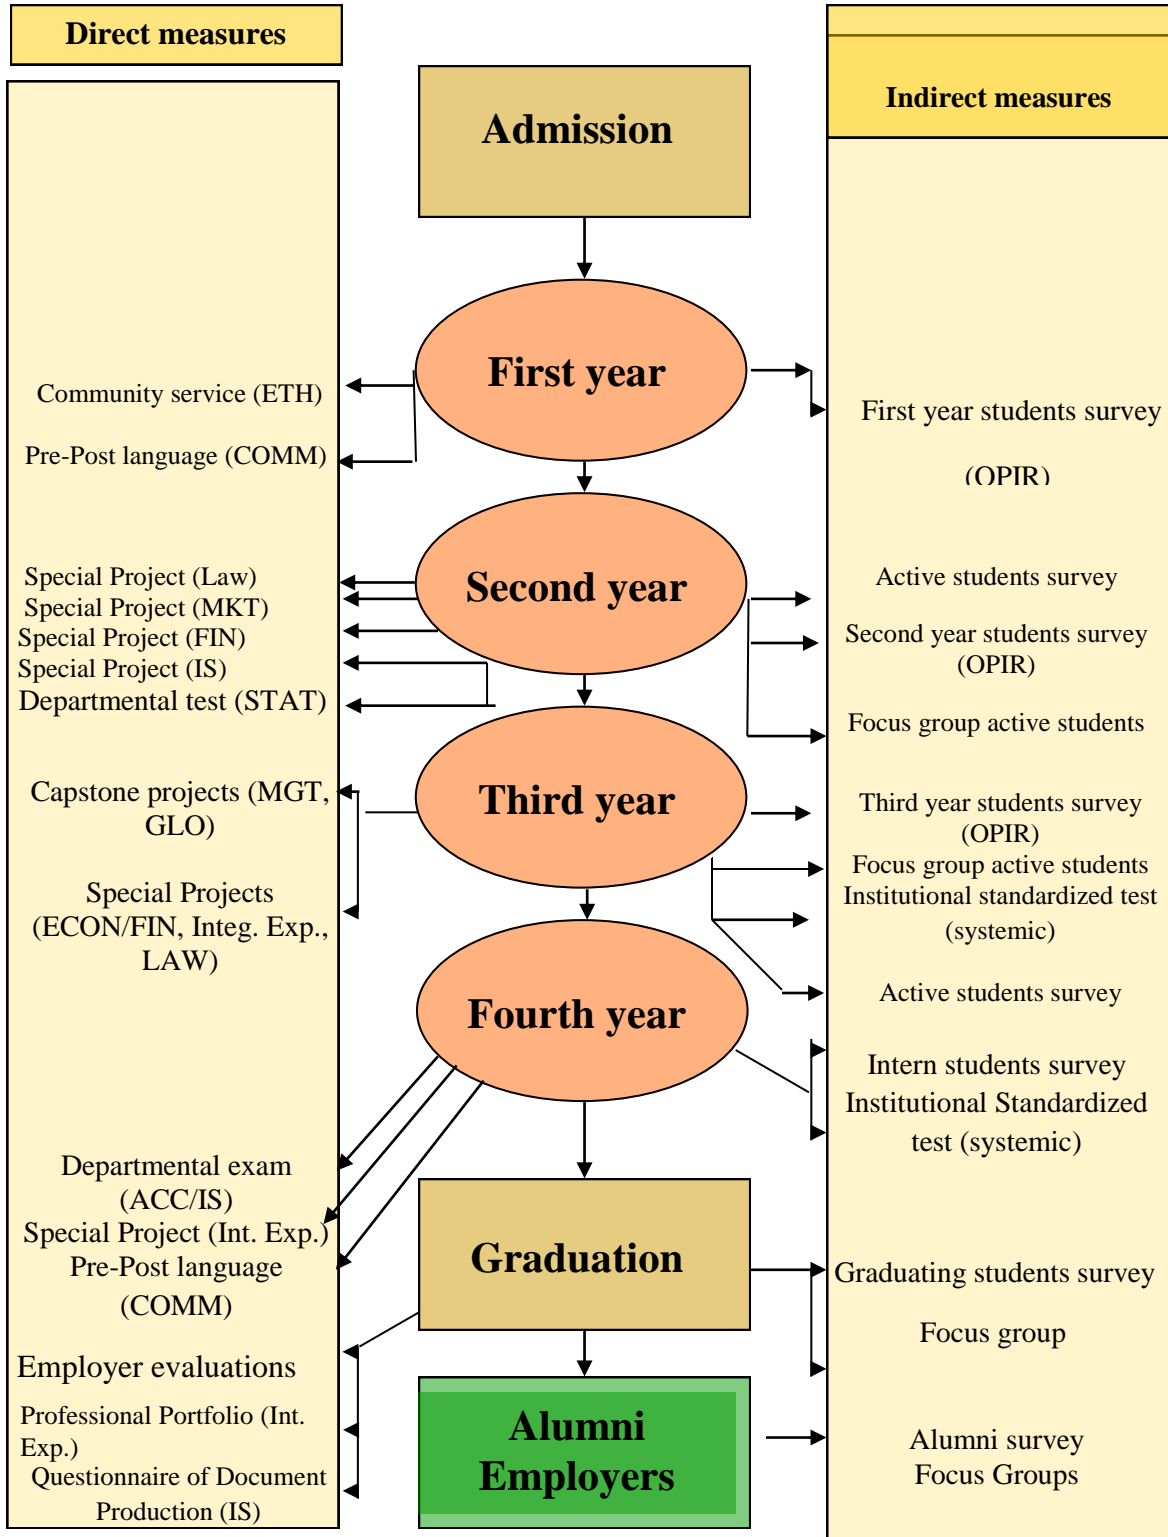 Direct measures
Community service (ETH)
Pre-Post language (COMM)
Special Project (Law)
Special Project (MKT)
Special Project (FIN)
Special Project (IS)
Departmental test (STAT)
Capstone projects (MGT,
GLO)
Special Projects
(ECON/FIN, Integ. Exp.,
LAW)
Departmental exam
(ACC/IS)
Special Project (Int. Exp.)
Pre-Post language
(COMM)
Employer evaluations
Professional Portfolio (Int.
Exp.)
Questionnaire of Document
Production (IS)
Admission
First year
Second year
Third year
Fourth year
Graduation
Alumni
Employers
Indirect measures
First year students survey
(OPIR)
Active students survey
Second year students survey
(OPIR)
Focus group active students
Third year students survey
(OPIR)
Focus group active students
Institutional standardized test
(systemic)
Active students survey
Intern students survey
Institutional Standardized
test (systemic)
Graduating students survey
Focus group
Alumni survey
Focus Groups